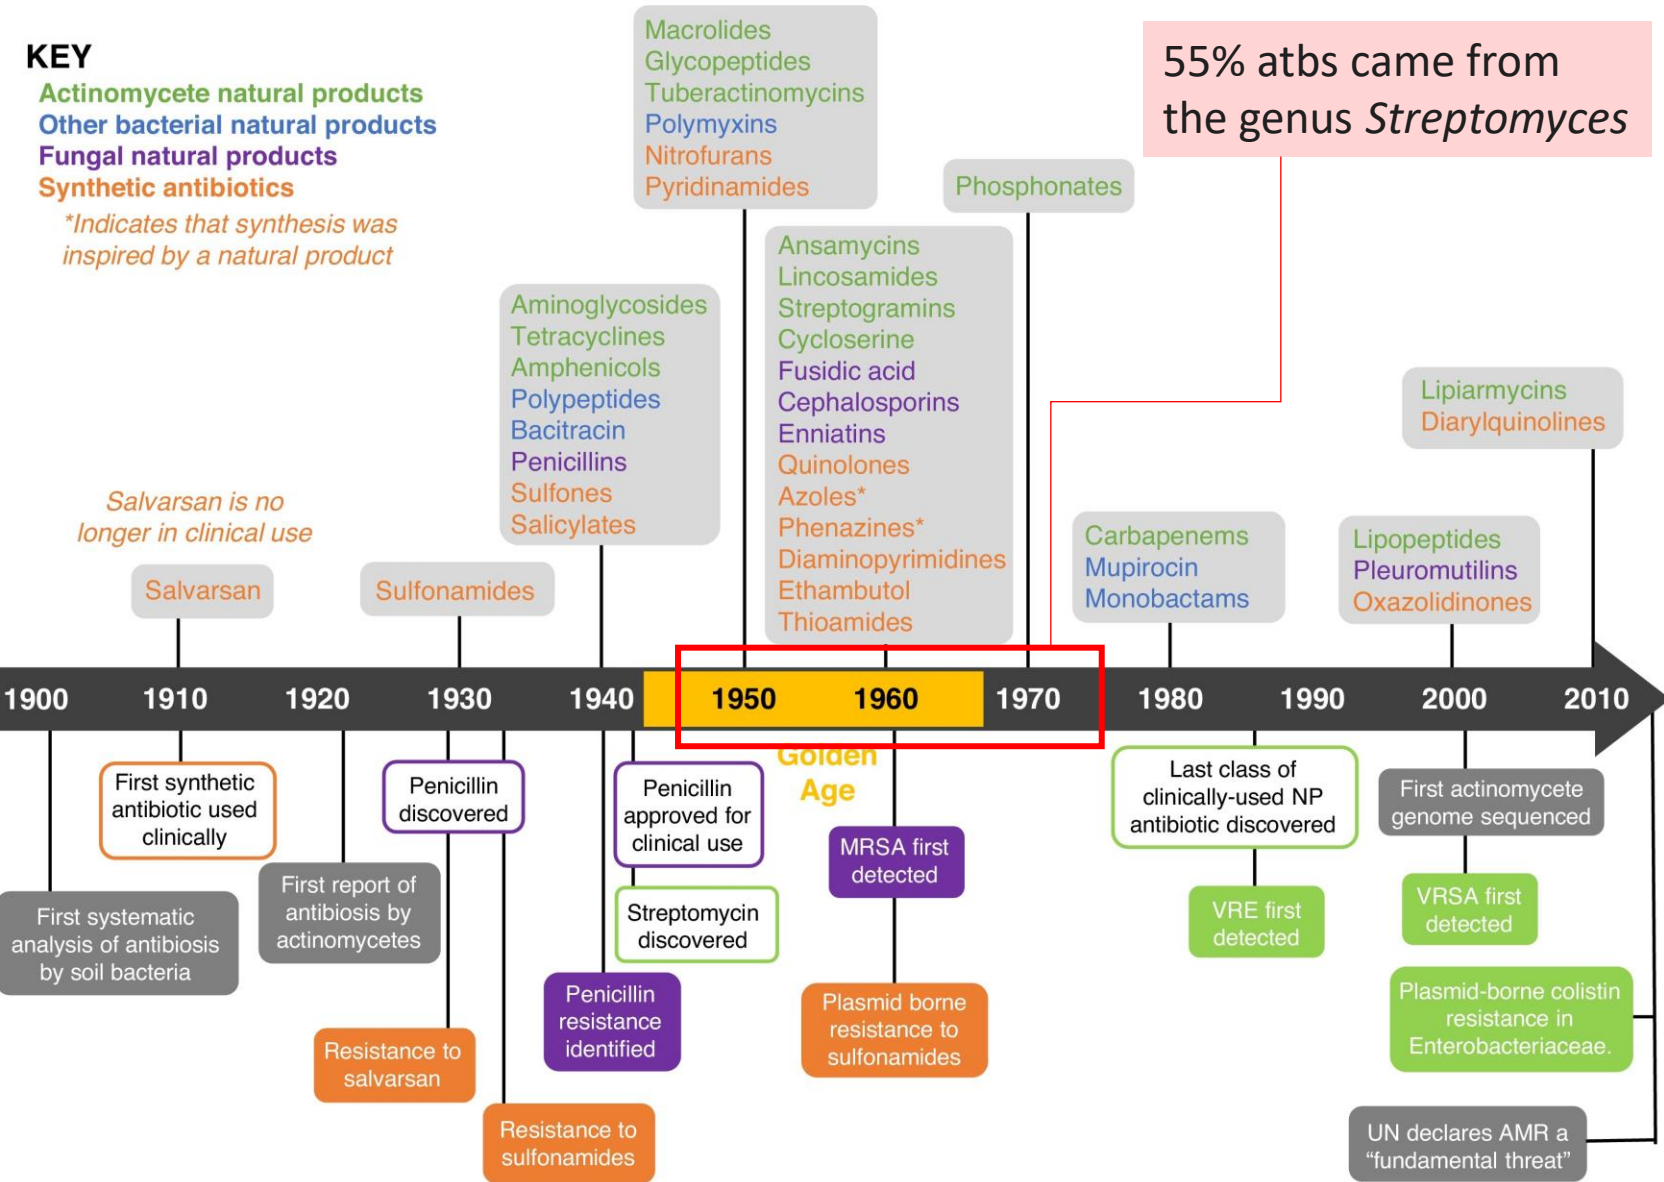 KEY
Actinomycete natural products
Other bacterial natural products
Fungal natural products
Synthetic antibiotics
*Indicates that synthesis was
inspired by a natural product
55% atbs came from
the genus Streptomyces
Salvarsan is no
longer in clinical use
Salvarsan
Sulfonamides
Aminoglycosides
Tetracyclines
Amphenicols
Polypeptides
Bacitracin
Penicillins
Sulfones
Salicylates
Macrolides
Glycopeptides
Tuberactinomycins
Polymyxins
Nitrofurans
Pyridinamides
Ansamycins
Lincosamides
Streptogramins
Cycloserine
Fusidic acid
Cephalosporins
Enniatins
Quinolones
Azoles*
Phenazines*
Diaminopyrimidines
Ethambutol
Thioamides
Phosphonates
Carbapenems
Mupirocin
Monobactams
Lipopeptides
Pleuromutilins
Oxazolidinones
Lipiarmycins
Diarylquinolines
1900 1910 1920 1930 1940 1950 1960 1970 1980 1990 2000 2010
Golden
Age
First systematic
analysis of antibiosis
by soil bacteria
First synthetic
antibiotic used
clinically
First report of
antibiosis by
actinomycetes
Penicillin
discovered
Resistance to
salvarsan
Resistance to
sulfonamides
Penicillin
resistance
identified
Penicillin
approved for
clinical use
Streptomycin
discovered
MRSA first
detected
Plasmid borne
resistance to
sulfonamides
Last class of
clinically-used NP
antibiotic discovered
VRE first
detected
First actinomycete
genome sequenced
VRSA first
detected
Plasmid-borne colistin
resistance in
Enterobacteriaceae.
UN declares AMR a
“fundamental threat”